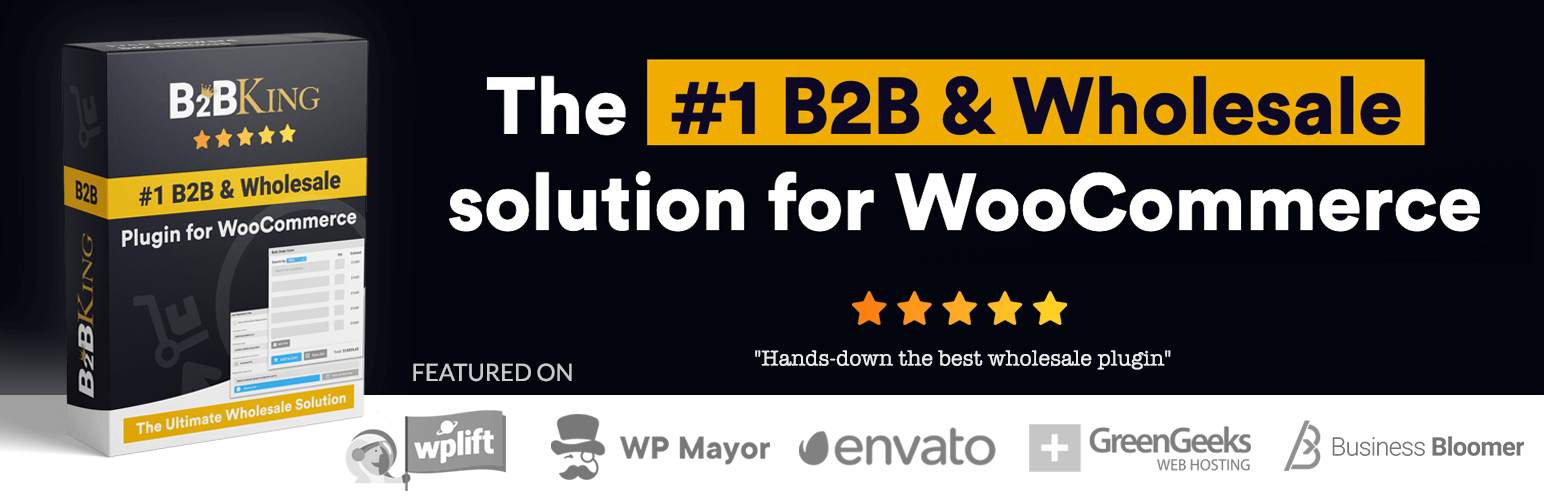 B2BKING
#1 B2B & Wholesale
Plugin for WooCommerce
The Ultimate Wholesale Solution
B2B
B2BKING
The #1 B2B & Wholesale
solution for WooCommerce
"Hands-down the best wholesale plugin"
FEATURED ON
wplift
WP Mayor
envato
GreenGeeks
WEB HOSTING
Business Bloomer